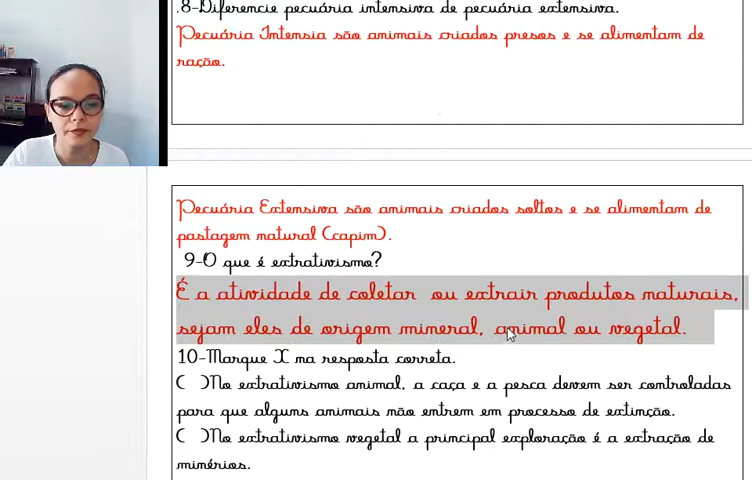 .8-Diferencie pecuária intensiva de pecuária extensiva.
Pecuária Intensia são animais criados presos e se alimentam de
ração.
Pecuária Extensiva são animais criados soltos e se alimentam de
pastagem natural (capim).
9-O que é extrativismo?
É a atividade de coletar ou extrair produtos naturais,
sejam eles de origem mineral, animal ou vegetal.
10-Marque X na resposta correta.
( )No extrativismo animal, a caça e a pesca devem ser controladas
para que alguns animais não entrem em processo de extinção.
( )No extrativismo vegetal a principal exploração é a extração de
minérios.